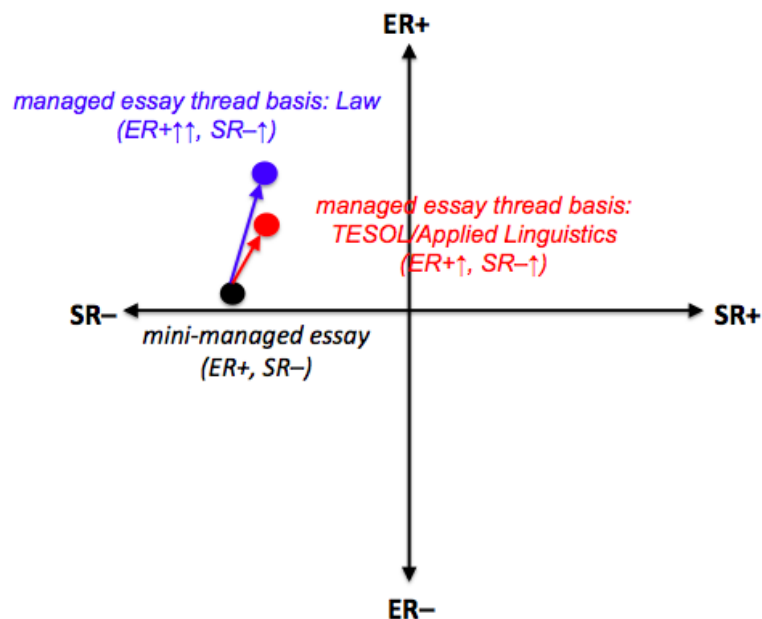 ER+
managed essay thread basis: Law
(ER+↑↑, SR–↑)
managed essay thread basis:
TESOL/Applied Linguistics
(ER+↑, SR–↑)
SR–
SR+
mini-managed essay
(ER+, SR–)
ER–